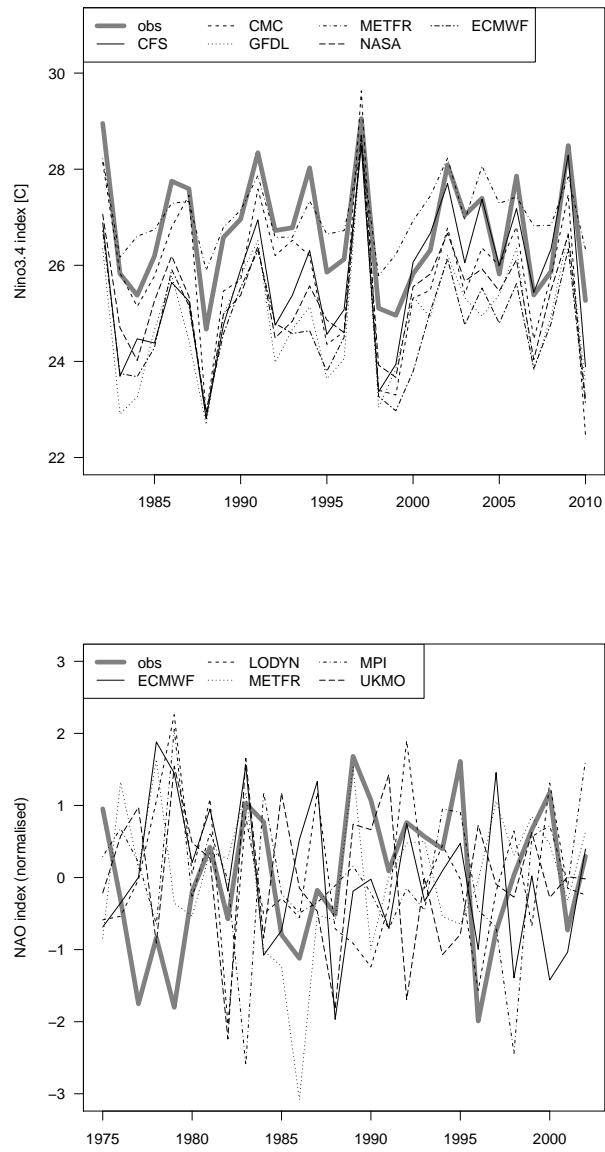 obs CMC METFR ECMWF
CFS GFDL NASA
Nino3.4 index [C]
30
28
26
24
22
1985 1990 1995 2000 2005 2010
obs LODYN MPI
ECMWF METFR UKMO
NAO index (normalised)
3
2
1
0
−1
−2
−3
1975 1980 1985 1990 1995 2000